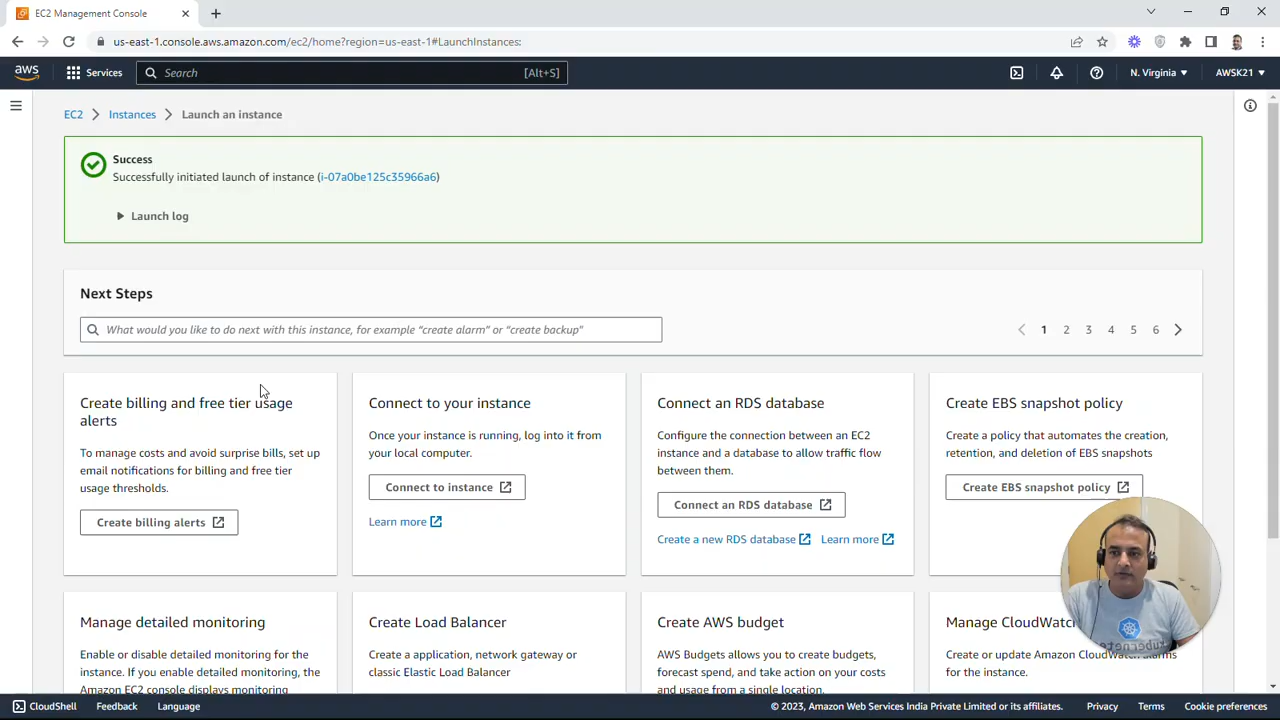 EC2 Management Console
us-east-1.console.aws.amazon.com/ec2/home?region=us-east-1#LaunchInstances:
aws Services Search [Alt+S] N. Virginia AWSK21
EC2 Instances Launch an instance
Success
Successfully initiated launch of instance (i-07a0be125c35966a6)
Launch log
Next Steps
What would you like to do next with this instance, for example “create alarm” or “create backup”
1 2 3 4 5 6
Create billing and free tier usage
alerts
To manage costs and avoid surprise bills, set up
email notifications for billing and free tier
usage thresholds.
Create billing alerts
Connect to your instance
Once your instance is running, log into it from
your local computer.
Connect to instance
Learn more
Connect an RDS database
Configure the connection between an EC2
instance and a database to allow traffic flow
between them.
Connect an RDS database
Create a new RDS database Learn more
Create EBS snapshot policy
Create a policy that automates the creation,
retention, and deletion of EBS snapshots
Create EBS snapshot policy
Manage detailed monitoring
Enable or disable detailed monitoring for the
instance. If you enable detailed monitoring, the
Amazon EC2 console displays monitoring
Create Load Balancer
Create a application, network gateway or
classic Elastic Load Balancer
Create AWS budget
AWS Budgets allows you to create budgets,
forecast spend, and take action on your costs
and usage from a single location.
Manage CloudWatch
Create or update Amazon CloudWatch alarms
for the instance.
CloudShell Feedback Language © 2023, Amazon Web Services India Private Limited or its affiliates. Privacy Terms Cookie preferences